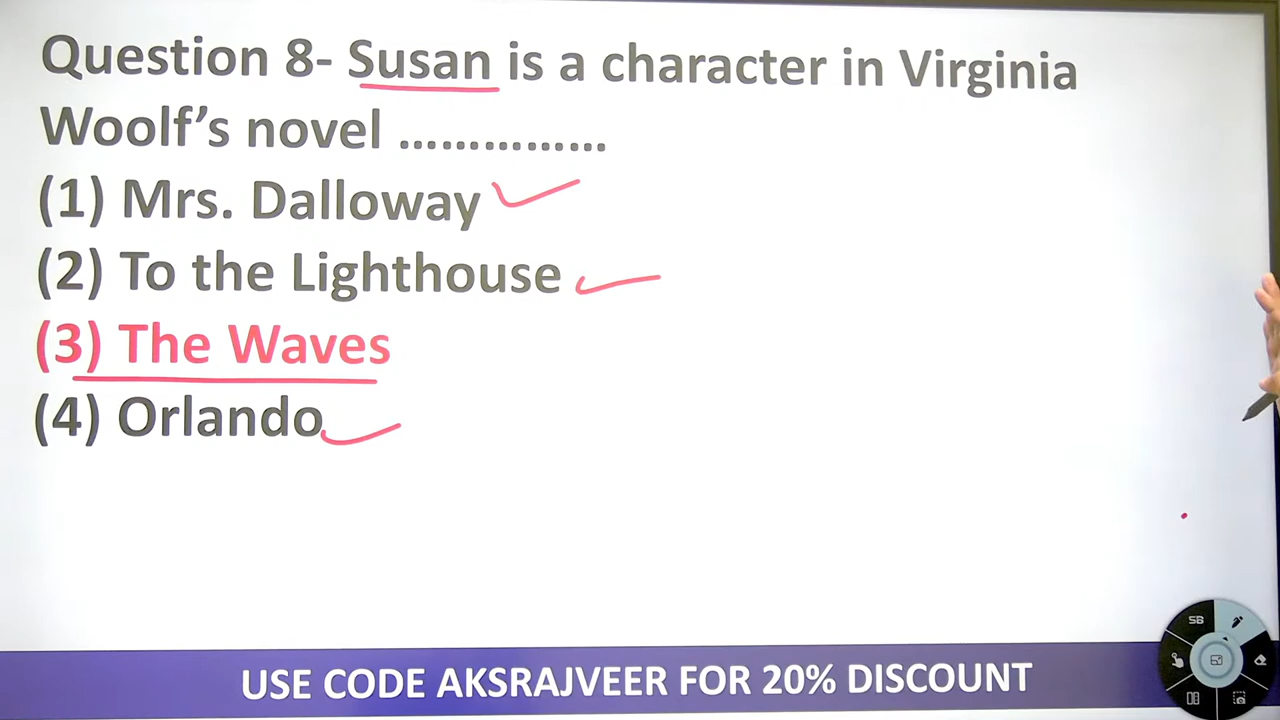 Question 8- Susan is a character in Virginia
Woolf’s novel ……………
(1) Mrs. Dalloway
(2) To the Lighthouse
(3) The Waves
(4) Orlando
SB
USE CODE AKSRAJVEER FOR 20% DISCOUNT